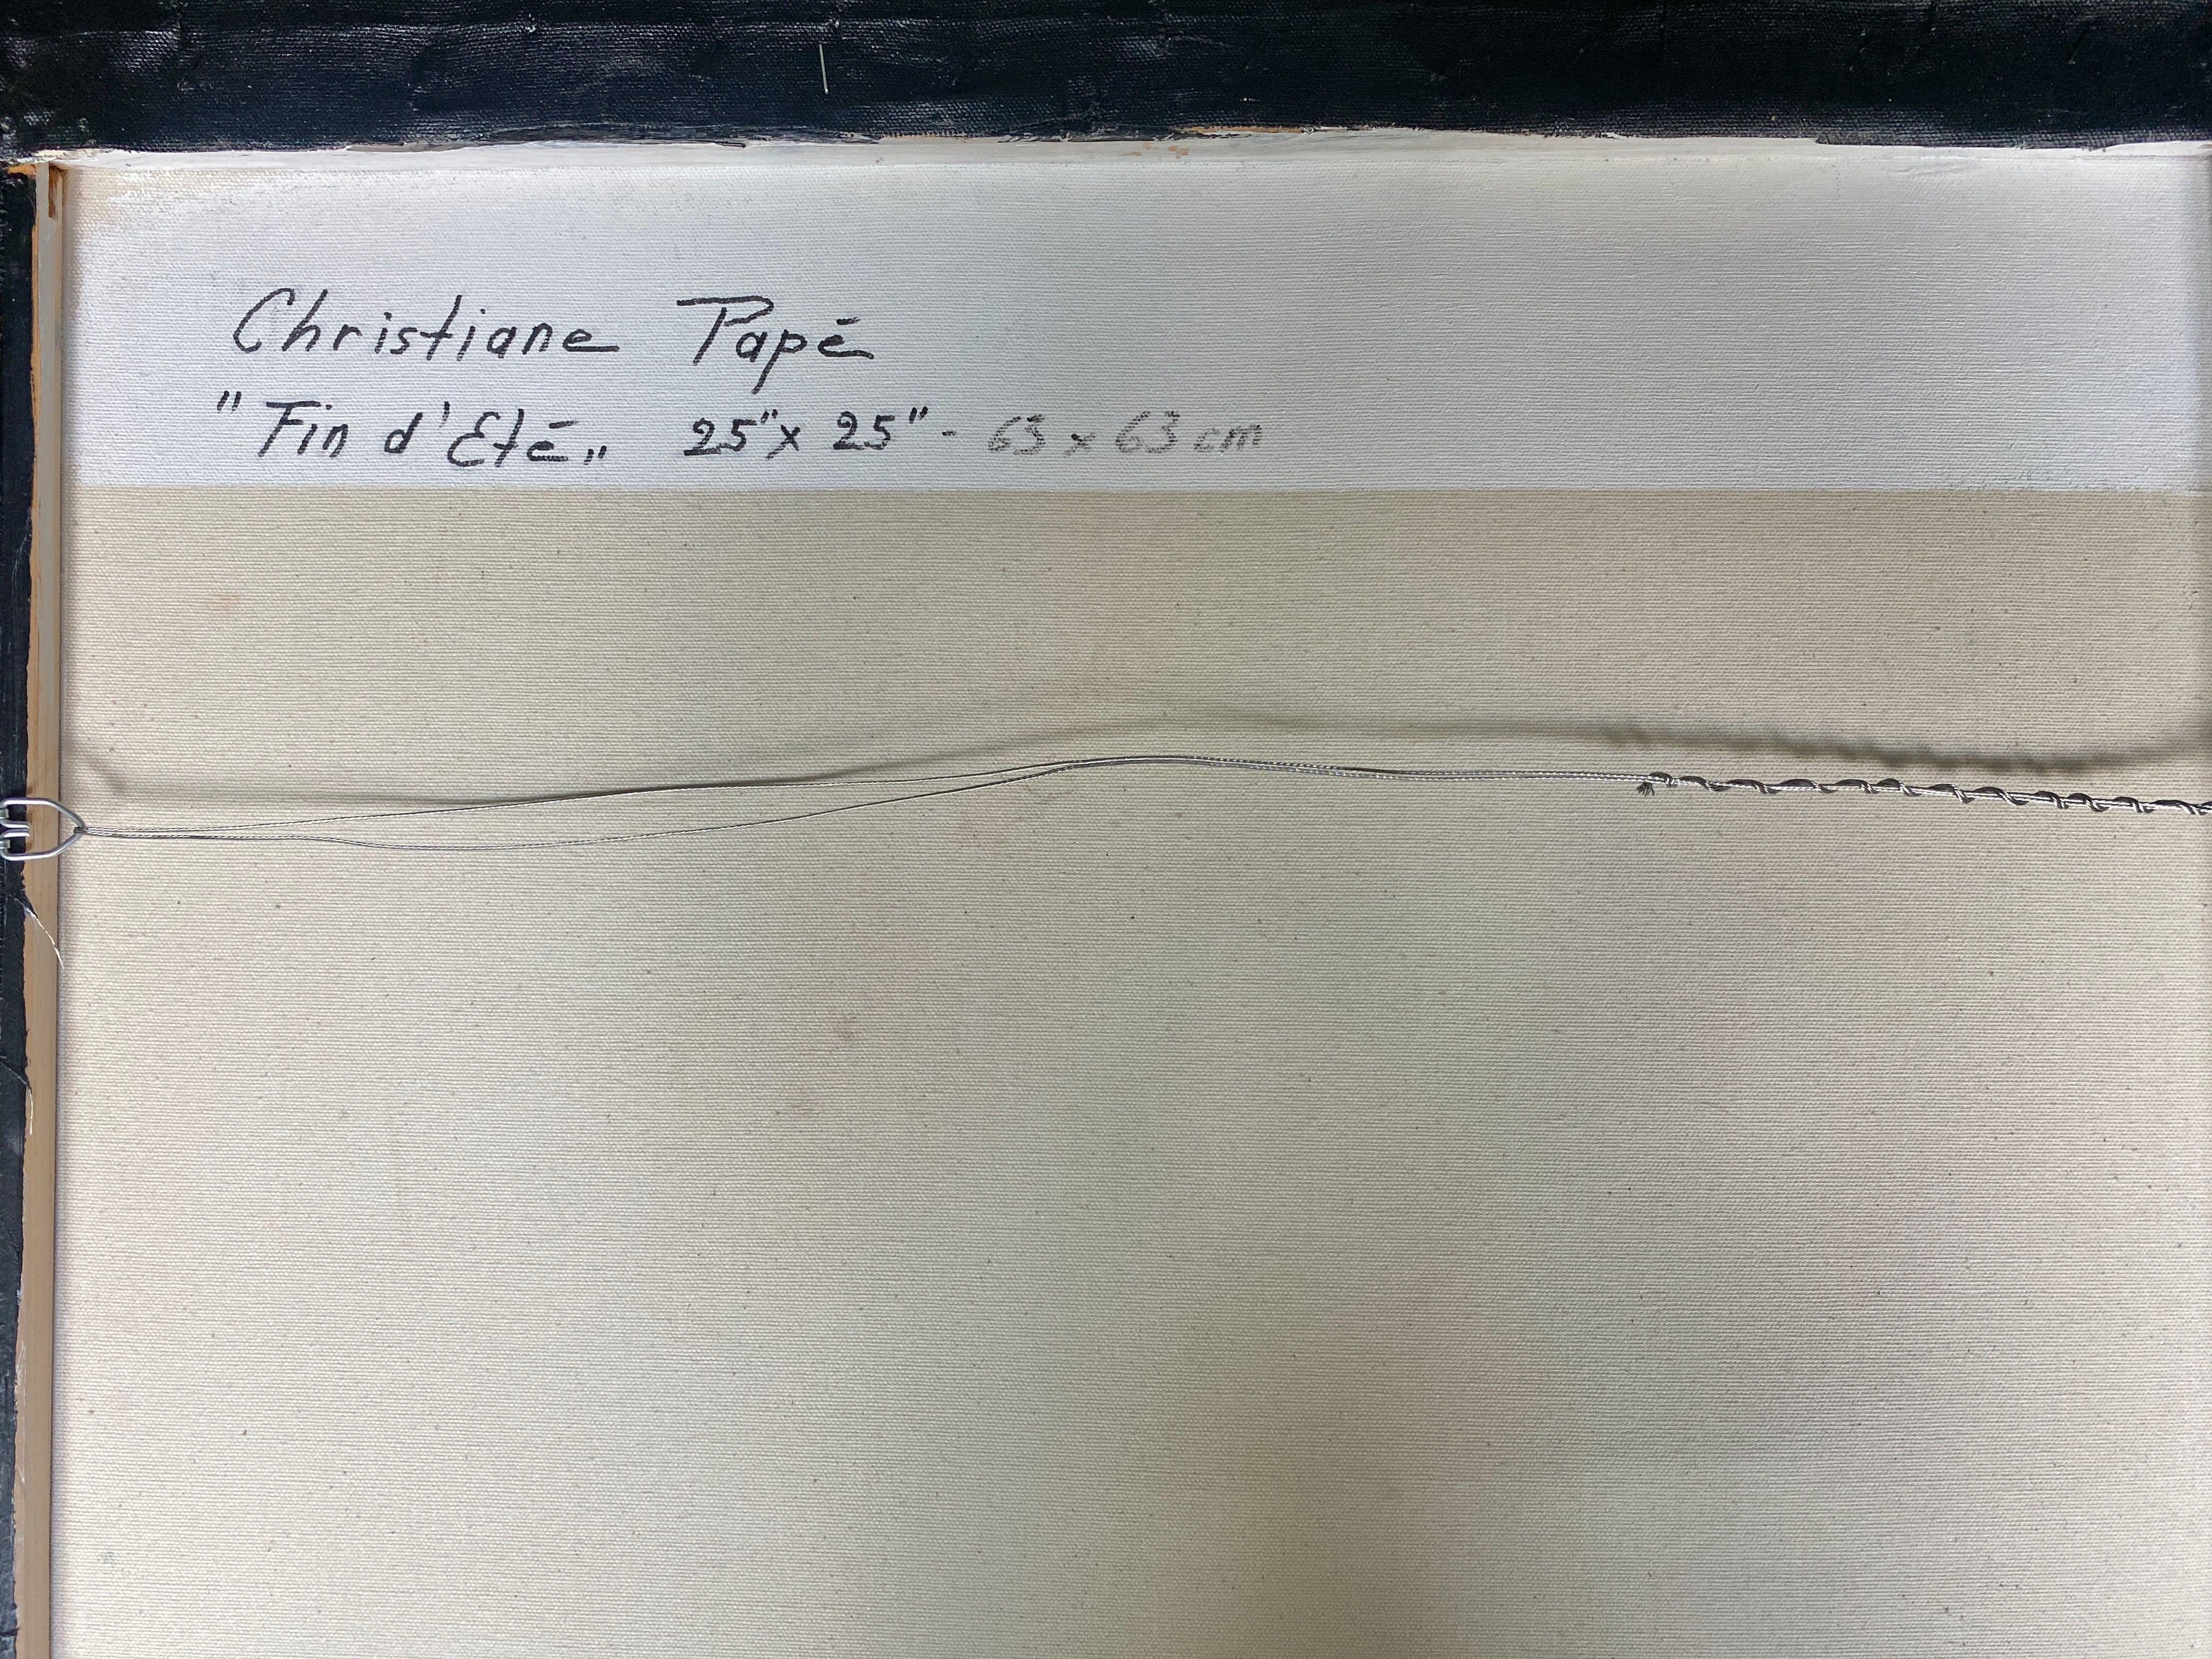 Christiane Papé
"Fin d'Eté" 25"x 25" - 63 x 63 cm